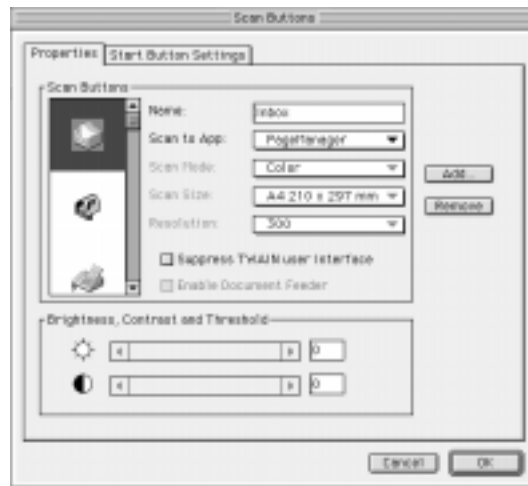 Scan Buttons
Properties
Start Button Settings
Scan Buttons
Name: Inbox
Scan to App: PageManager
Scan Mode: Color
Scan Size: A4 210 x 297 mm
Resolution: 300
Suppress TWAIN user Interface
Enable Document Feeder
Add...
Remove
Brightness, Contrast and Threshold
0
0
Cancel
OK